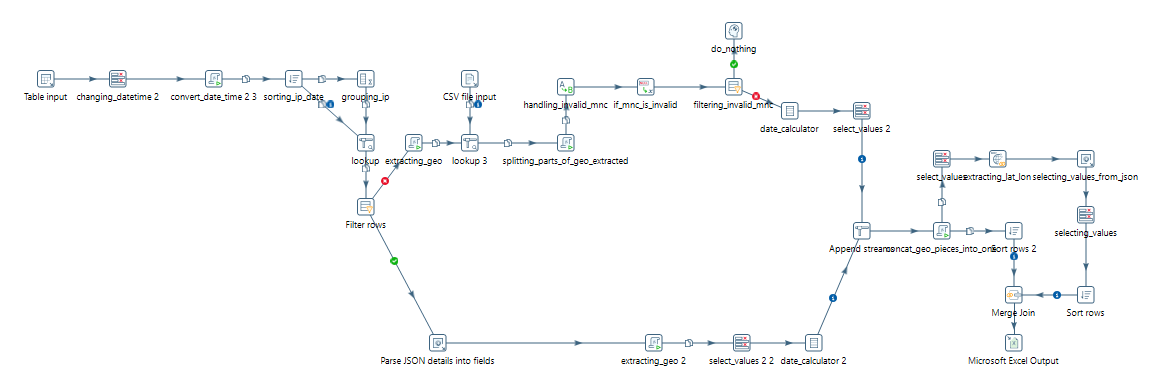 do_nothing
Table input
changing_datetime 2
convert_date_time 2 3
sorting_ip_date
grouping_ip
CSV file input
handling_invalid_mnc
if_mnc_is_invalid
filtering_invalid_mnc
date_calculator
select_values 2
lookup
extracting_geo
lookup 3
splitting_parts_of_geo_extracted
select_values
extracting_lat_lon
selecting_values_from_json
Filter rows
selecting_values
Append streams
concat_geo_pieces_into_one
Sort rows 2
Merge Join
Sort rows
Parse JSON details into fields
extracting_geo 2
select_values 2 2
date_calculator 2
Microsoft Excel Output